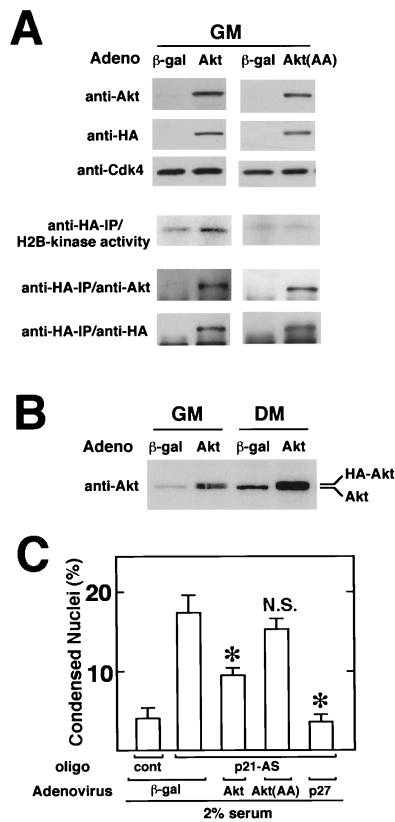 A
GM
Adeno β-gal Akt β-gal Akt(AA)
anti-Akt
anti-HA
anti-Cdk4
anti-HA-IP/
H2B-kinase activity
anti-HA-IP/anti-Akt
anti-HA-IP/anti-HA
B
GM DM
Adeno β-gal Akt β-gal Akt
anti-Akt
HA-Akt
Akt
C
Condensed Nuclei (%)
20
10
N.S.
*
*
oligo cont p21-AS
Adenovirus β-gal Akt Akt(AA) p27
2% serum